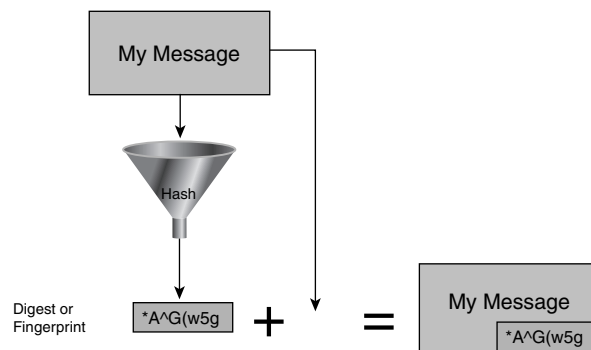 My Message
Hash
Digest or
Fingerprint
*A^G(w5g
+
=
My Message
*A^G(w5g